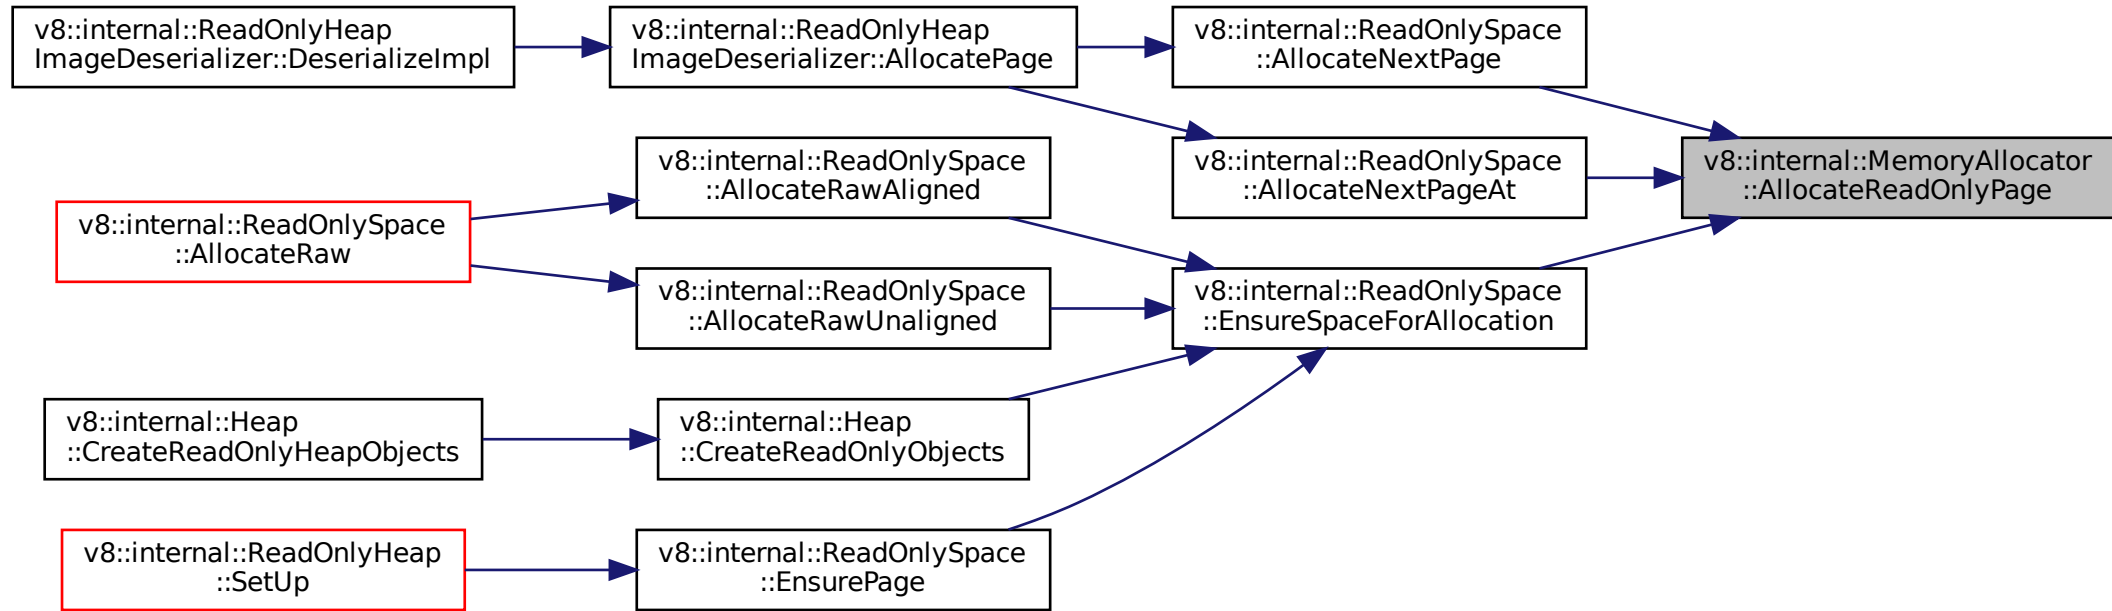 v8::internal::ReadOnlyHeap
ImageDeserializer::DeserializeImpl
v8::internal::ReadOnlyHeap
ImageDeserializer::AllocatePage
v8::internal::ReadOnlySpace
::AllocateNextPage
v8::internal::ReadOnlySpace
::AllocateRawAligned
v8::internal::ReadOnlySpace
::AllocateNextPageAt
v8::internal::MemoryAllocator
::AllocateReadOnlyPage
v8::internal::ReadOnlySpace
::AllocateRaw
v8::internal::ReadOnlySpace
::AllocateRawUnaligned
v8::internal::ReadOnlySpace
::EnsureSpaceForAllocation
v8::internal::Heap
::CreateReadOnlyHeapObjects
v8::internal::Heap
::CreateReadOnlyObjects
v8::internal::ReadOnlyHeap
::SetUp
v8::internal::ReadOnlySpace
::EnsurePage